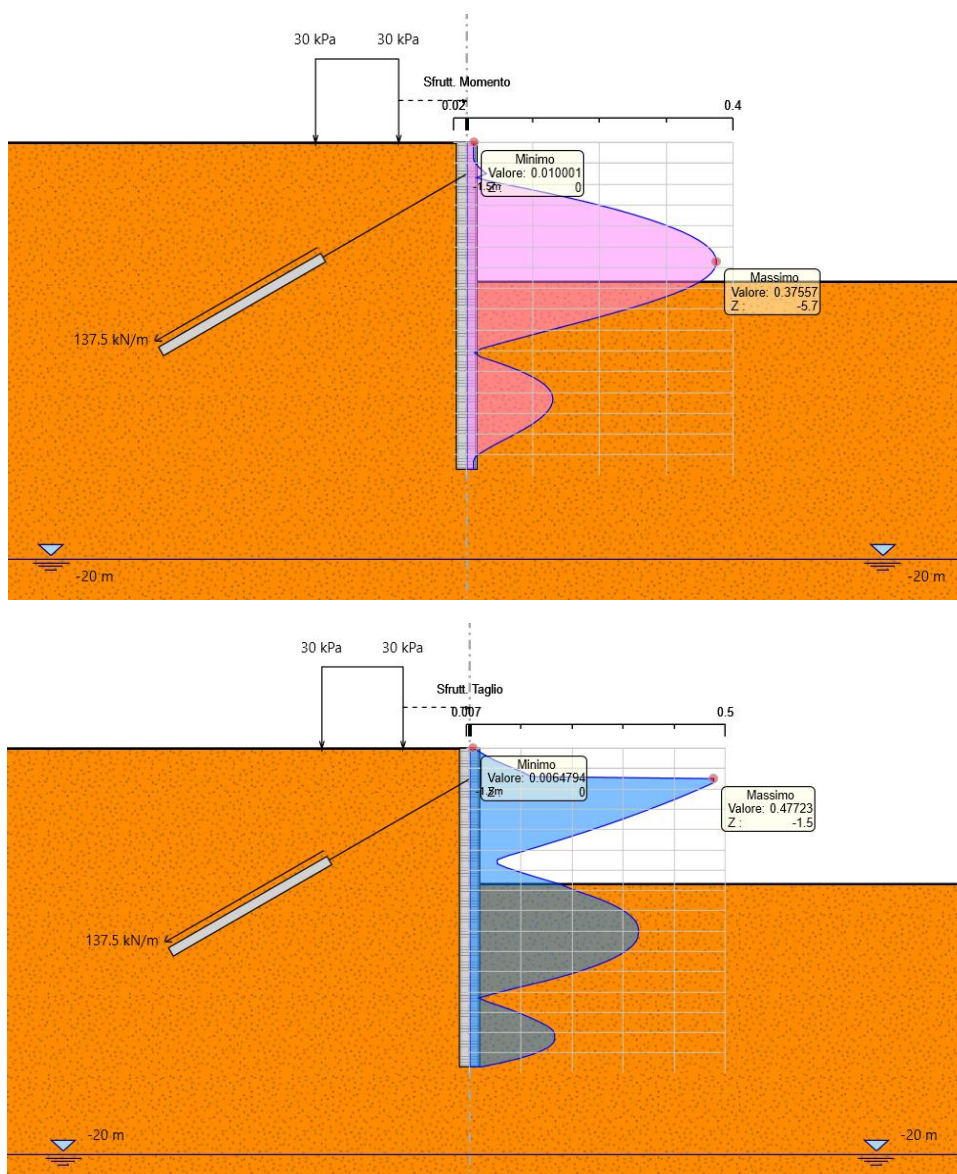 30 kPa 30 kPa
Sfrutt. Momento
0.02 0.4
Minimo
Valore: 0.010001
-1.5m
Z : 0
Massimo
Valore: 0.37557
Z : -5.7
137.5 kN/m
-20 m -20 m
30 kPa 30 kPa
Sfrutt. Taglio
0.007 0.5
Minimo
Valore: 0.0064794
Z : 0
Massimo
Valore: 0.47723
Z : -1.5
137.5 kN/m
-20 m -20 m